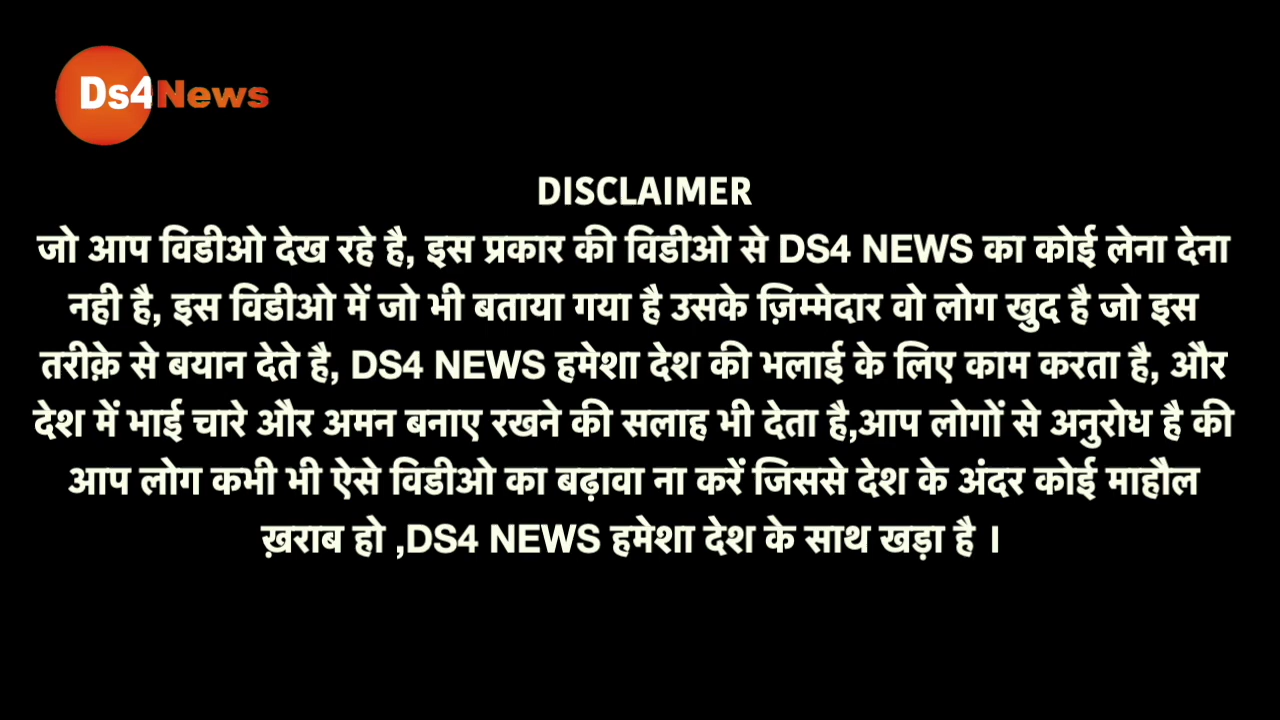 Ds4News
DISCLAIMER
जो आप विडीओ देख रहे है, इस प्रकार की विडीओ से DS4 NEWS का कोई लेना देना
नही है, इस विडीओ में जो भी बताया गया है उसके ज़िम्मेदार वो लोग खुद है जो इस
तरीक़े से बयान देते है, DS4 NEWS हमेशा देश की भलाई के लिए काम करता है, और
देश में भाई चारे और अमन बनाए रखने की सलाह भी देता है,आप लोगों से अनुरोध है की
आप लोग कभी भी ऐसे विडीओ का बढ़ावा ना करें जिससे देश के अंदर कोई माहौल
ख़राब हो ,DS4 NEWS हमेशा देश के साथ खड़ा है ।